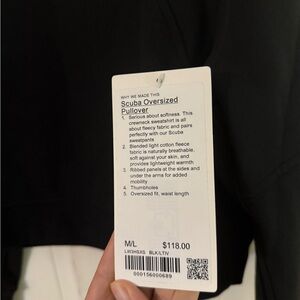 WHY WE MADE THIS
Scuba Oversized
Pullover
1. Serious about softness. This
crewneck sweatshirt is all
about fleecy fabric and pairs
perfectly with our Scuba
sweatpants
2. Blended light cotton fleece
fabric is naturally breathable,
soft against your skin, and
provides lightweight warmth
3. Ribbed panels at the sides and
under the arms for added
mobility
4. Thumbholes
5. Oversized fit, waist length
M/L $118.00
BLK/LTIV